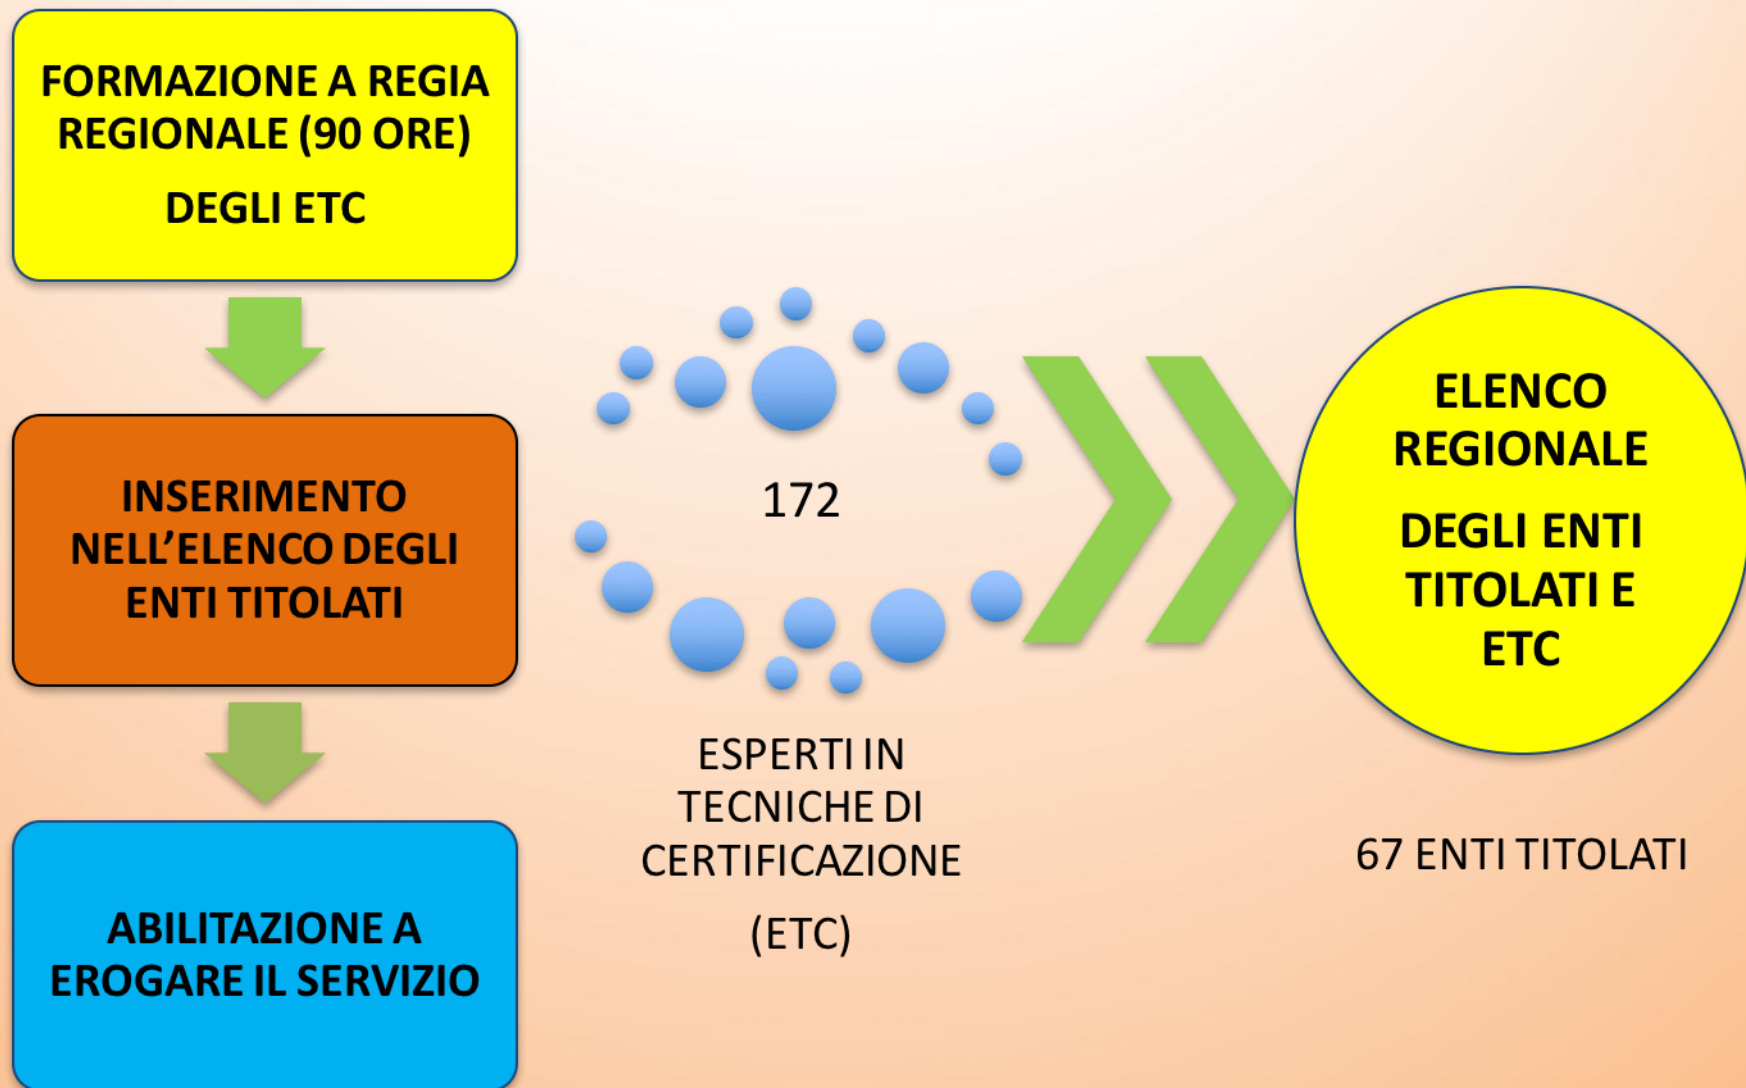 FORMAZIONE A REGIA
REGIONALE (90 ORE)
DEGLI ETC
INSERIMENTO
NELL’ELENCO DEGLI
ENTI TITOLATI
ABILITAZIONE A
EROGARE IL SERVIZIO
172
ESPERTI IN
TECNICHE DI
CERTIFICAZIONE
(ETC)
ELENCO
REGIONALE
DEGLI ENTI
TITOLATI E
ETC
67 ENTI TITOLATI